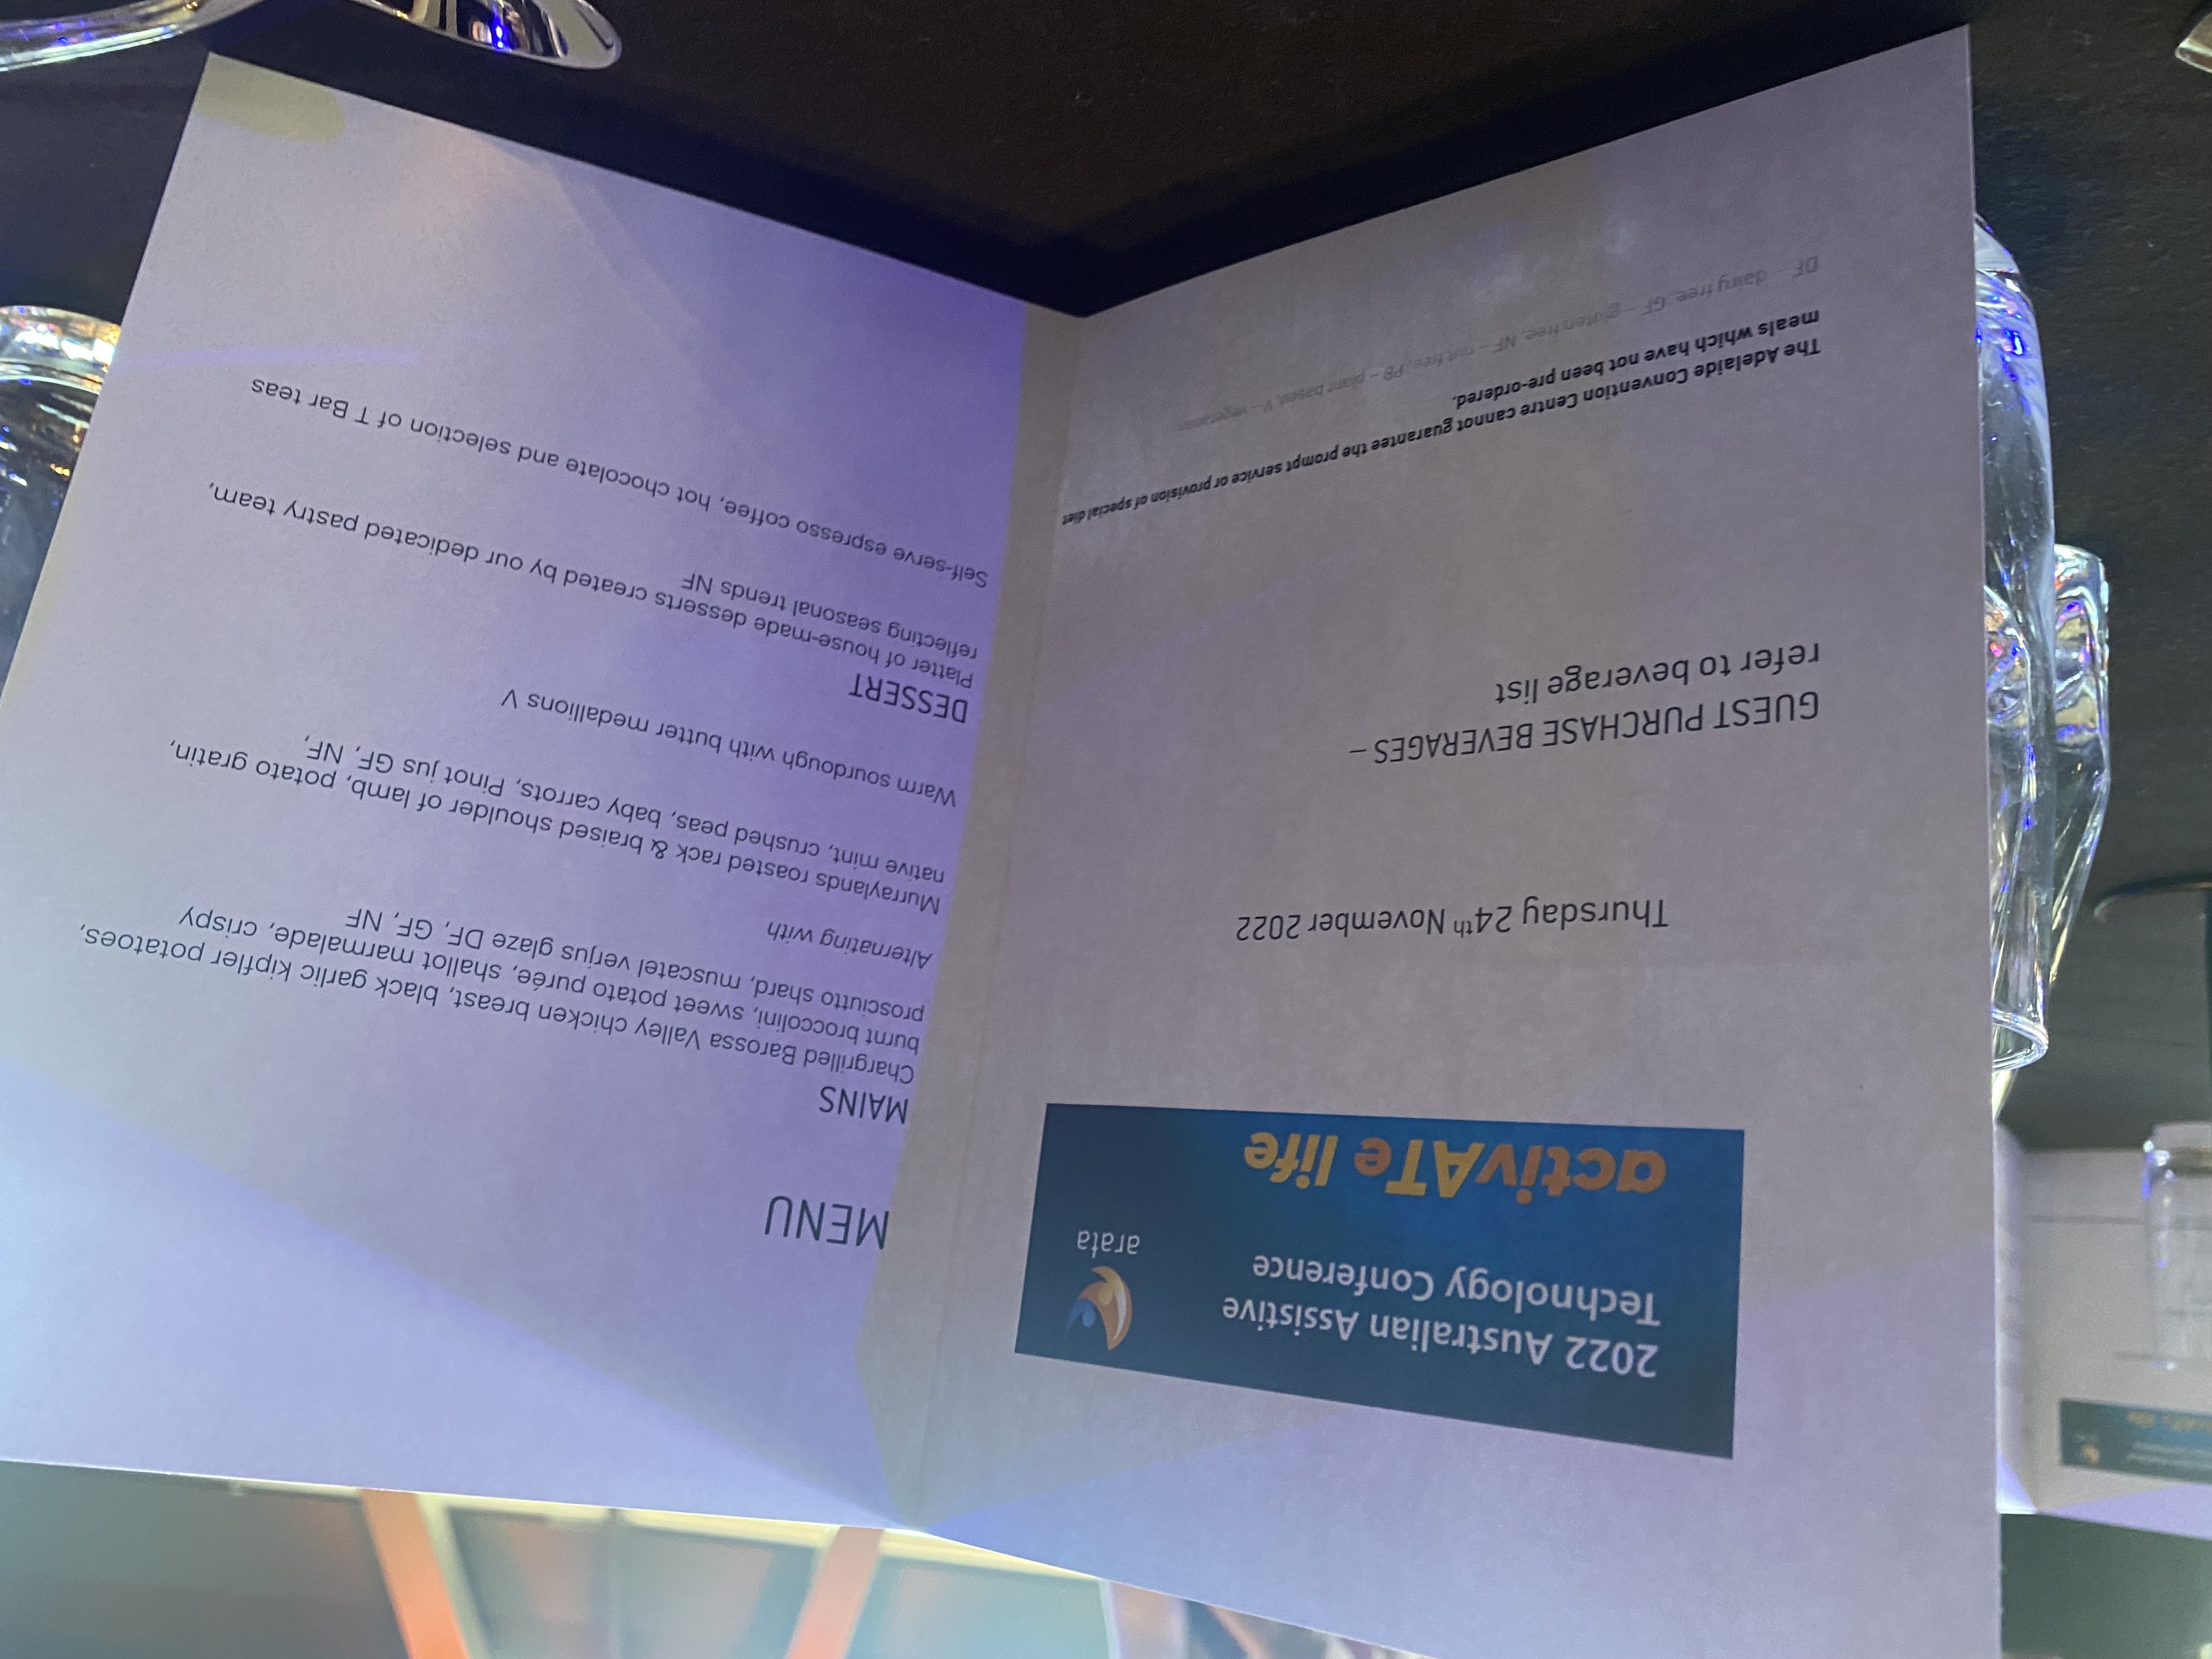 2022 Australian Assistive
Technology Conference
arata
activATe life
Thursday 24th November 2022
GUEST PURCHASE BEVERAGES –
refer to beverage list
The Adelaide Convention Centre cannot guarantee the prompt service or provision of special diet
meals which have not been pre-ordered.
DF – dairy free, GF – gluten free, NF – nut free, PB – plant based, V – vegetarian
MENU
MAINS
Chargrilled Barossa Valley chicken breast, black garlic kipfler potatoes,
burnt broccolini, sweet potato purée, shallot marmalade, crispy
prosciutto shard, muscatel verjus glaze DF, GF, NF
Alternating with
Murraylands roasted rack & braised shoulder of lamb, potato gratin,
native mint, crushed peas, baby carrots, Pinot jus GF, NF,
Warm sourdough with butter medallions V
DESSERT
Platter of house-made desserts created by our dedicated pastry team,
reflecting seasonal trends NF
Self-serve espresso coffee, hot chocolate and selection of T Bar teas